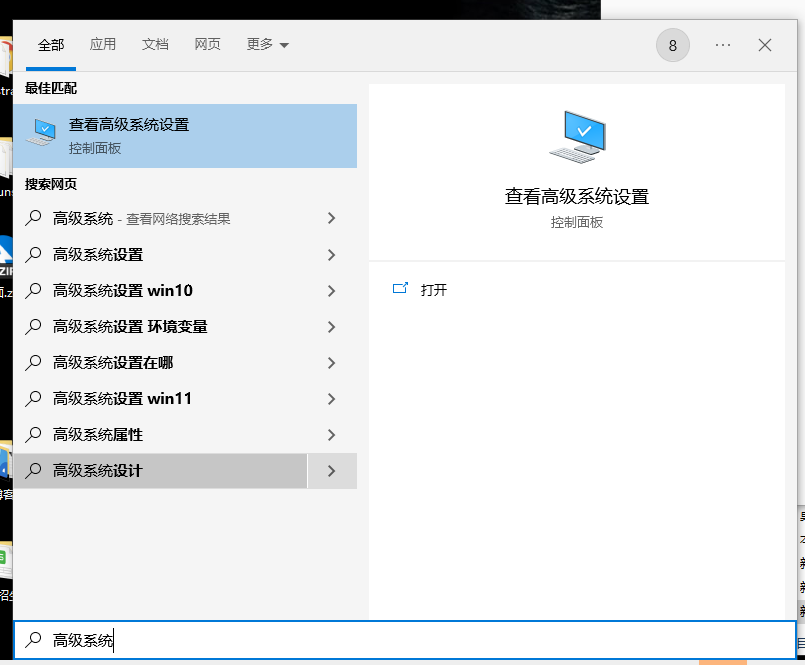 全部 应用 文档 网页 更多 8 ...
最佳匹配
查看高级系统设置
控制面板
搜索网页
高级系统 - 查看网络搜索结果
高级系统设置
高级系统设置 win10
高级系统设置 环境变量
高级系统设置在哪
高级系统设置 win11
高级系统属性
高级系统设计
查看高级系统设置
控制面板
打开
高级系统